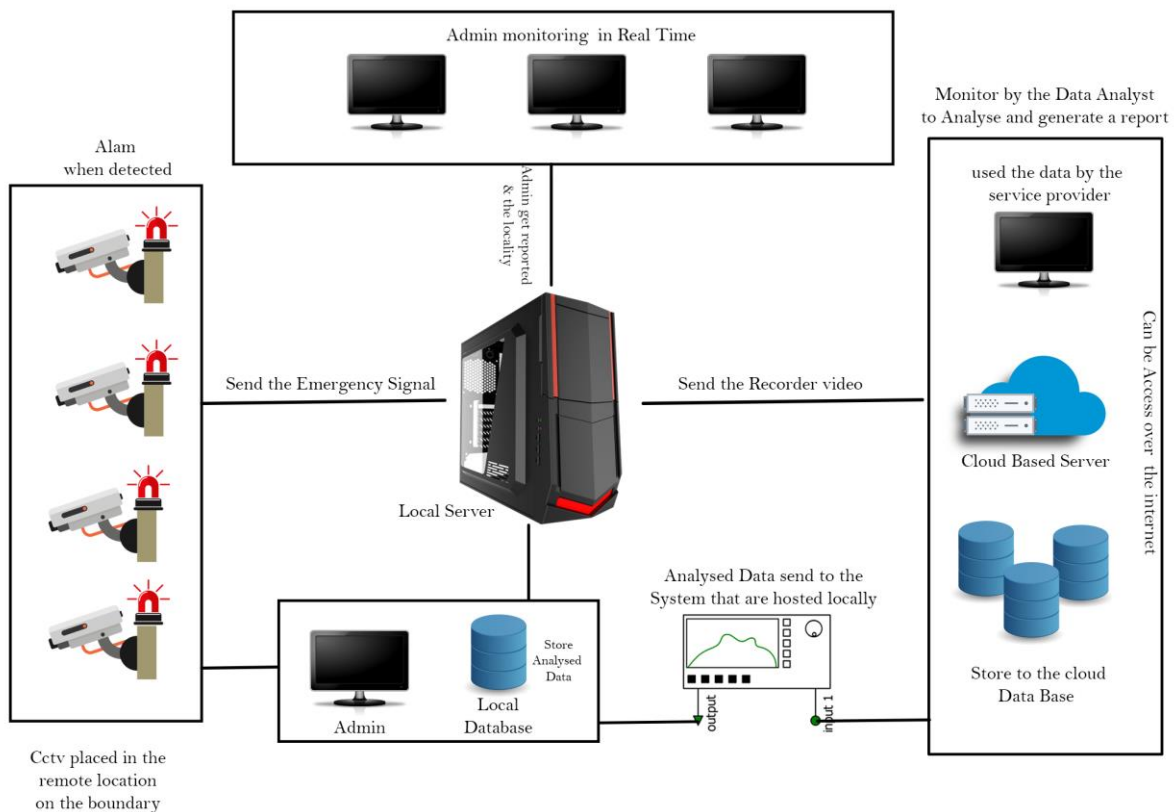 Admin monitoring in Real Time
Monitor by the Data Analyst
to Analyse and generate a report
Alam
when detected
used the data by the
service provider
Admin get reported
& the locality
Can be Access over the internet
Send the Emergency Signal
Send the Recorder video
Cloud Based Server
Local Server
Analysed Data send to the
System that are hosted locally
Store
Analysed
Data
Admin
Local
Database
output
input 1
Store to the cloud
Data Base
Cctv placed in the
remote location
on the boundary